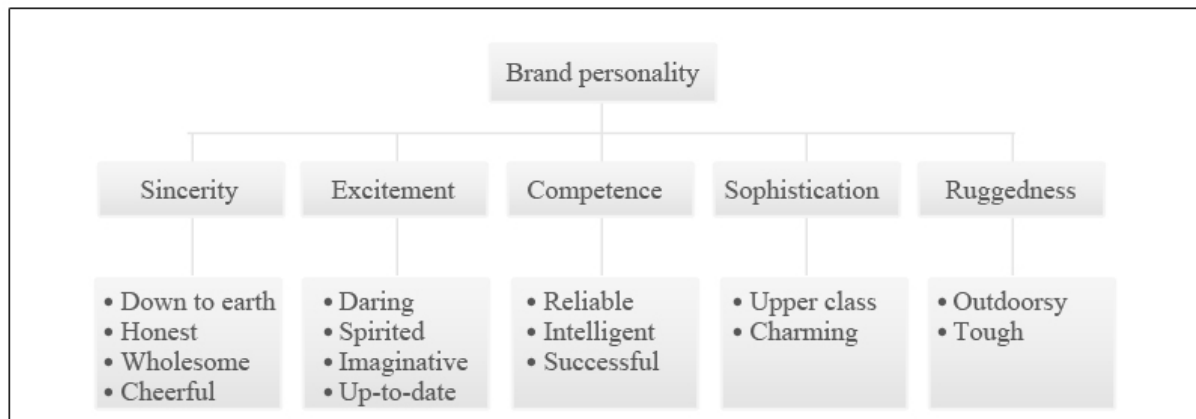 Brand personality
Sincerity
Excitement
Competence
Sophistication
Ruggedness
• Down to earth
• Honest
• Wholesome
• Cheerful
• Daring
• Spirited
• Imaginative
• Up-to-date
• Reliable
• Intelligent
• Successful
• Upper class
• Charming
• Outdoorsy
• Tough